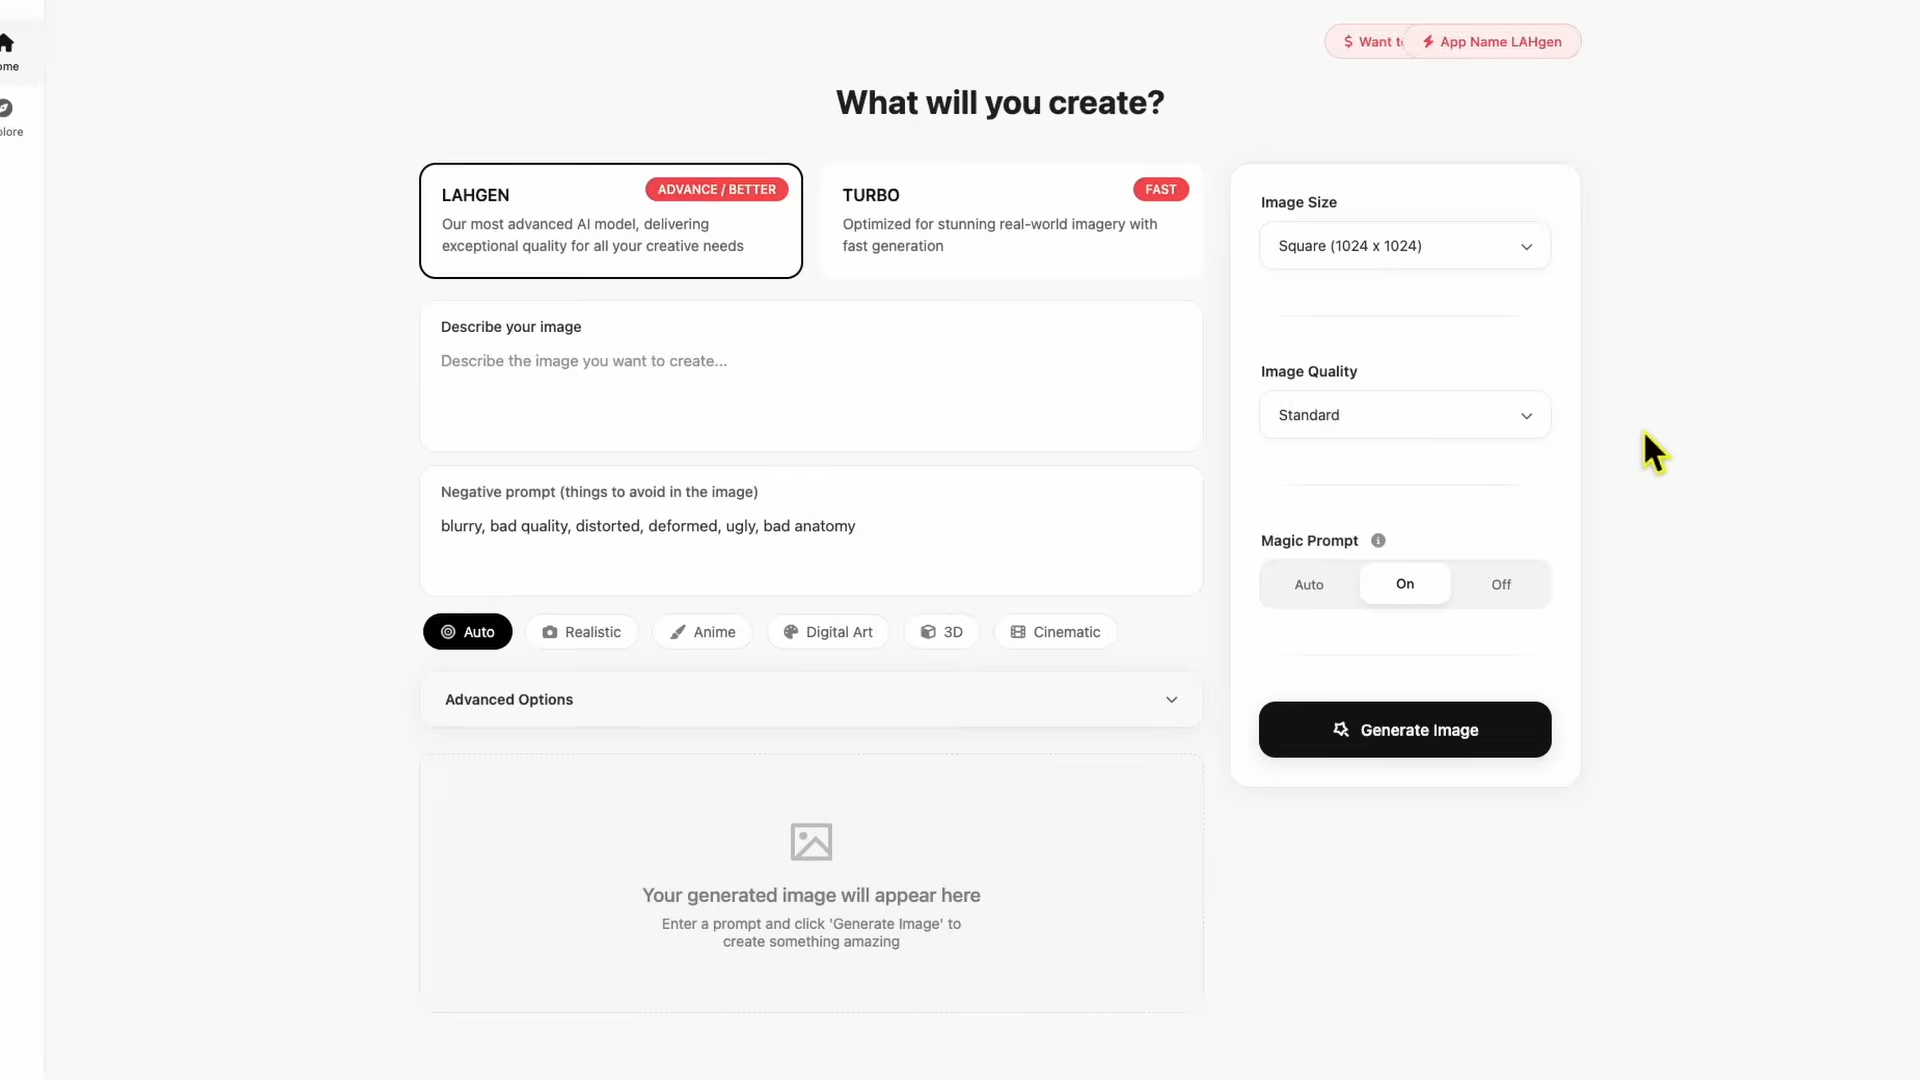 ome
plore
$ Want t
App Name LAHgen
What will you create?
LAHGEN
ADVANCE / BETTER
Our most advanced AI model, delivering
exceptional quality for all your creative needs
TURBO
FAST
Optimized for stunning real-world imagery with
fast generation
Describe your image
Describe the image you want to create...
Negative prompt (things to avoid in the image)
blurry, bad quality, distorted, deformed, ugly, bad anatomy
Auto
Realistic
Anime
Digital Art
3D
Cinematic
Advanced Options
Your generated image will appear here
Enter a prompt and click 'Generate Image' to
create something amazing
Image Size
Square (1024 x 1024)
Image Quality
Standard
Magic Prompt
Auto
On
Off
Generate Image